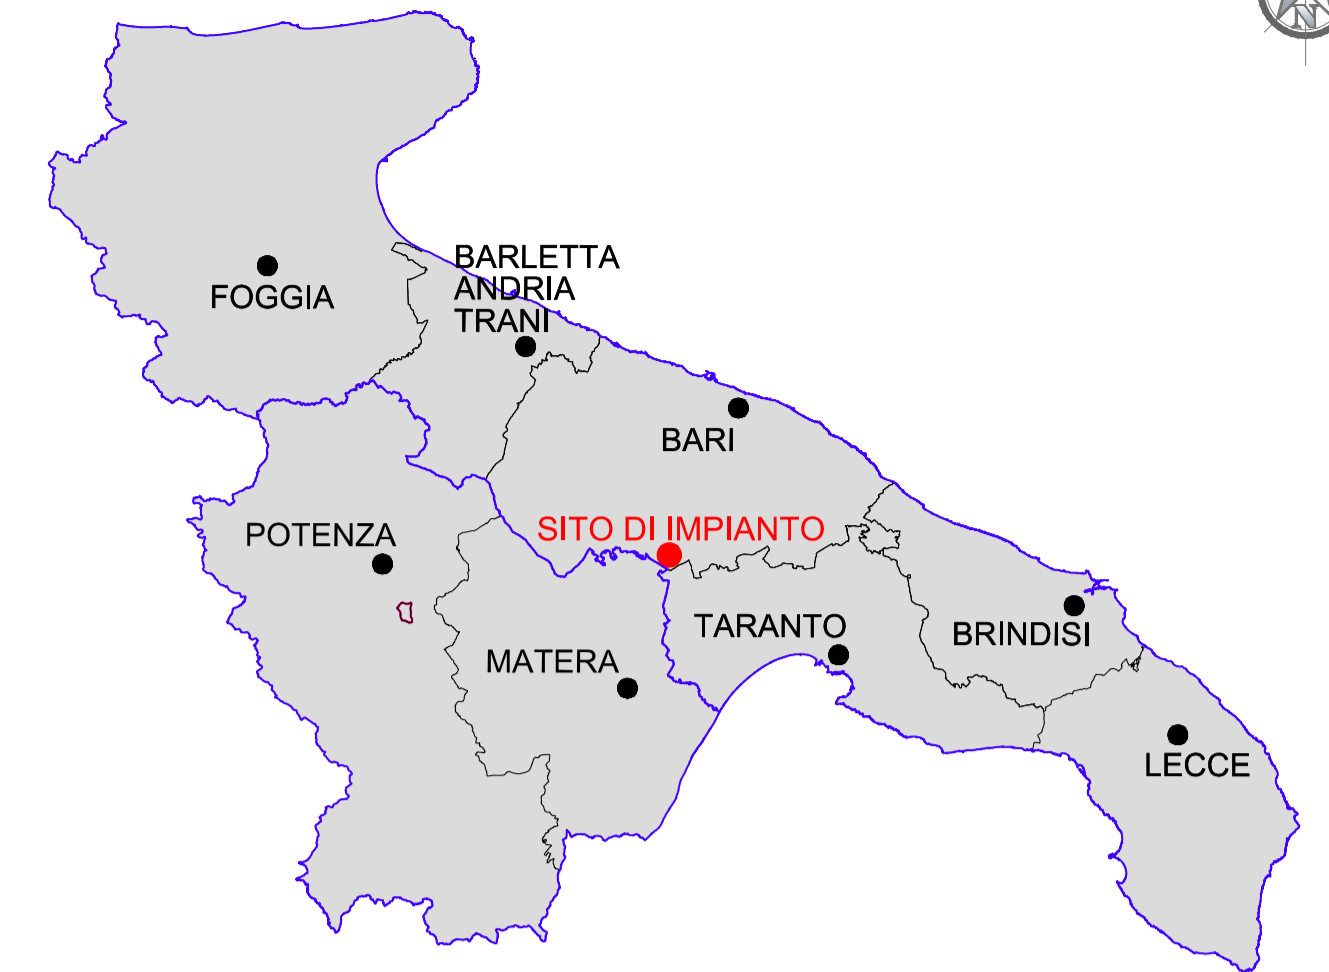 N
BARLETTA
ANDRIA
TRANI
FOGGIA
BARI
SITO DI IMPIANTO
POTENZA
TARANTO
BRINDISI
MATERA
LECCE